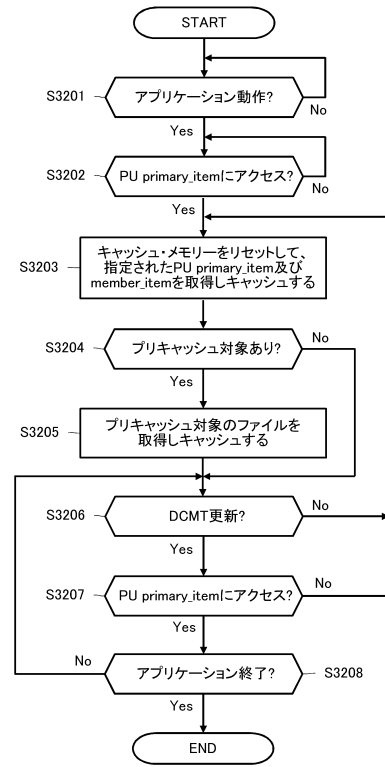 START
S3201
アプリケーション動作?
No
Yes
S3202
PU primary_itemにアクセス?
No
Yes
S3203
キャッシュ・メモリーをリセットして、
指定されたPU primary_item及び
member_itemを取得しキャッシュする
S3204
プリキャッシュ対象あり?
No
Yes
S3205
プリキャッシュ対象のファイルを
取得しキャッシュする
S3206
DCMT更新?
No
Yes
S3207
PU primary_itemにアクセス?
No
Yes
No
アプリケーション終了?
S3208
Yes
END